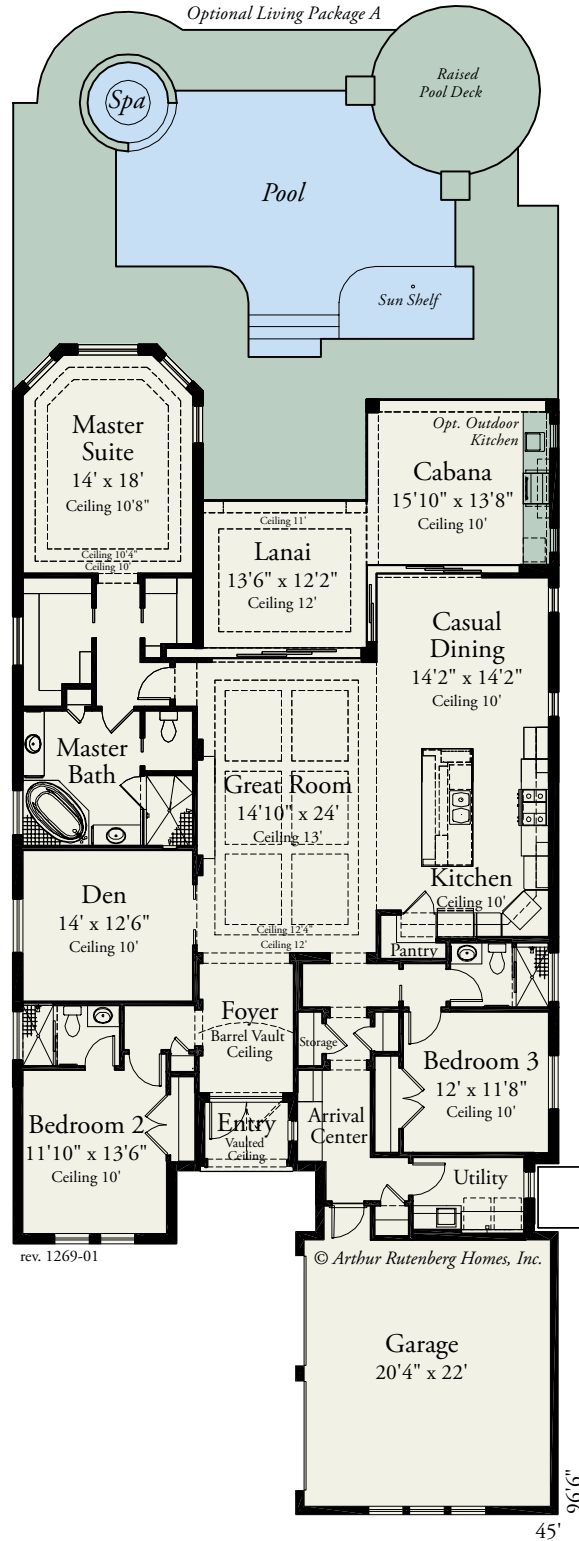 Optional Living Package A
Raised
Pool Deck
Spa
Pool
Sun Shelf
Master
Suite
14' x 18'
Ceiling 10'8"
Ceiling 10'4"
Ceiling 10'
Opt. Outdoor
Kitchen
Cabana
15'10" x 13'8"
Ceiling 10'
Ceiling 11'
Lanai
13'6" x 12'2"
Ceiling 12'
Casual
Dining
14'2" x 14'2"
Ceiling 10'
Master
Bath
Great Room
14'10" x 24'
Ceiling 13'
Ceiling 12'4"
Ceiling 12'
Kitchen
Ceiling 10'
Pantry
Den
14' x 12'6"
Ceiling 10'
Foyer
Barrel Vault
Ceiling
Storage
Bedroom 3
12' x 11'8"
Ceiling 10'
Bedroom 2
11'10" x 13'6"
Ceiling 10'
Entry
Vaulted
Ceiling
Arrival
Center
Utility
rev. 1269-01
© Arthur Rutenberg Homes, Inc.
Garage
20'4" x 22'
96'6"
45'